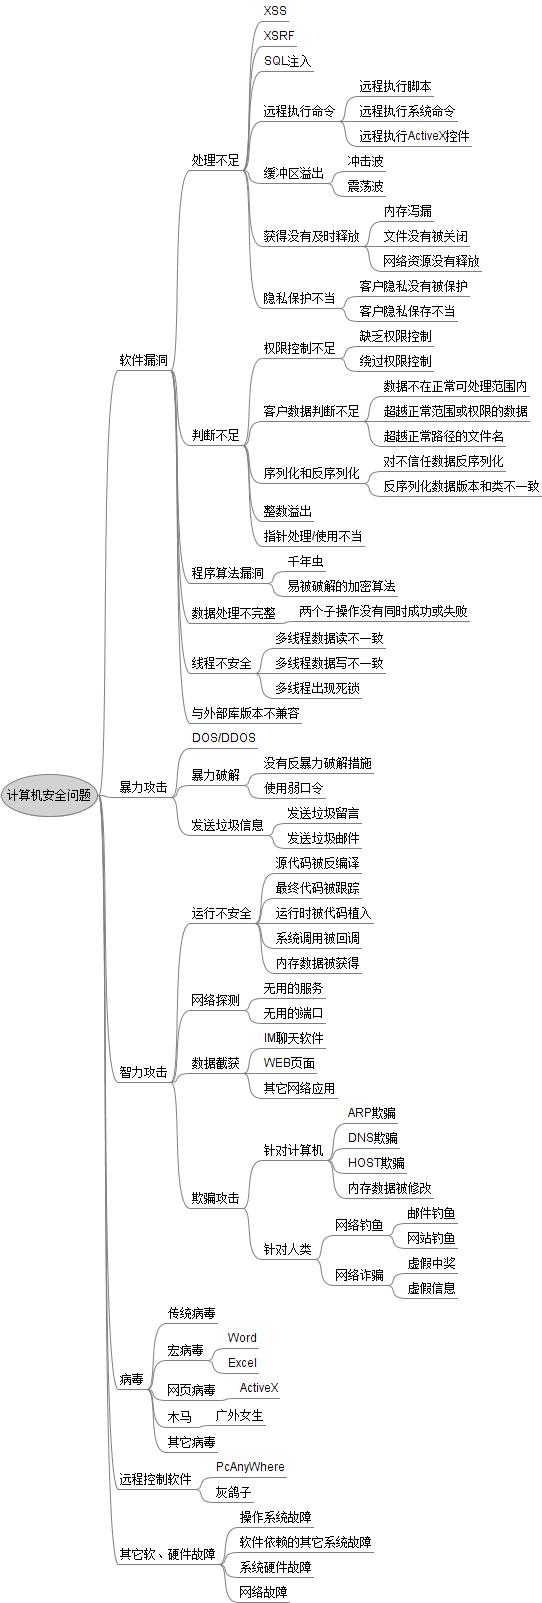 XSS
XSRF
SQL注入
远程执行脚本
远程执行命令
远程执行系统命令
远程执行ActiveX控件
处理不足
冲击波
缓冲区溢出
震荡波
内存泻漏
获得没有及时释放
文件没有被关闭
网络资源没有释放
客户隐私没有被保护
隐私保护不当
客户隐私保存不当
缺乏权限控制
权限控制不足
软件漏洞
绕过权限控制
数据不在正常可处理范围内
客户数据判断不足
超越正常范围或权限的数据
判断不足
超越正常路径的文件名
对不信任数据反序列化
序列化和反序列化
反序列化数据版本和类不一致
整数溢出
指针处理/使用不当
千年虫
程序算法漏洞
易被破解的加密算法
数据处理不完整
两个子操作没有同时成功或失败
多线程数据读不一致
线程不安全
多线程数据写不一致
多线程出现死锁
与外部库版本不兼容
DOS/DDOS
没有反暴力破解措施
暴力破解
暴力攻击
使用弱口令
计算机安全问题
发送垃圾留言
发送垃圾信息
发送垃圾邮件
源代码被反编译
最终代码被跟踪
运行不安全
运行时被代码植入
系统调用被回调
内存数据被获得
无用的服务
网络探测
无用的端口
IM聊天软件
数据截获
WEB页面
智力攻击
其它网络应用
ARP欺骗
DNS欺骗
针对计算机
HOST欺骗
内存数据被修改
欺骗攻击
邮件钓鱼
网络钓鱼
网站钓鱼
针对人类
虚假中奖
网络诈骗
虚假信息
传统病毒
Word
宏病毒
Excel
病毒
网页病毒
ActiveX
木马
广外女生
其它病毒
PcAnyWhere
远程控制软件
灰鸽子
操作系统故障
软件依赖的其它系统故障
其它软、硬件故障
系统硬件故障
网络故障